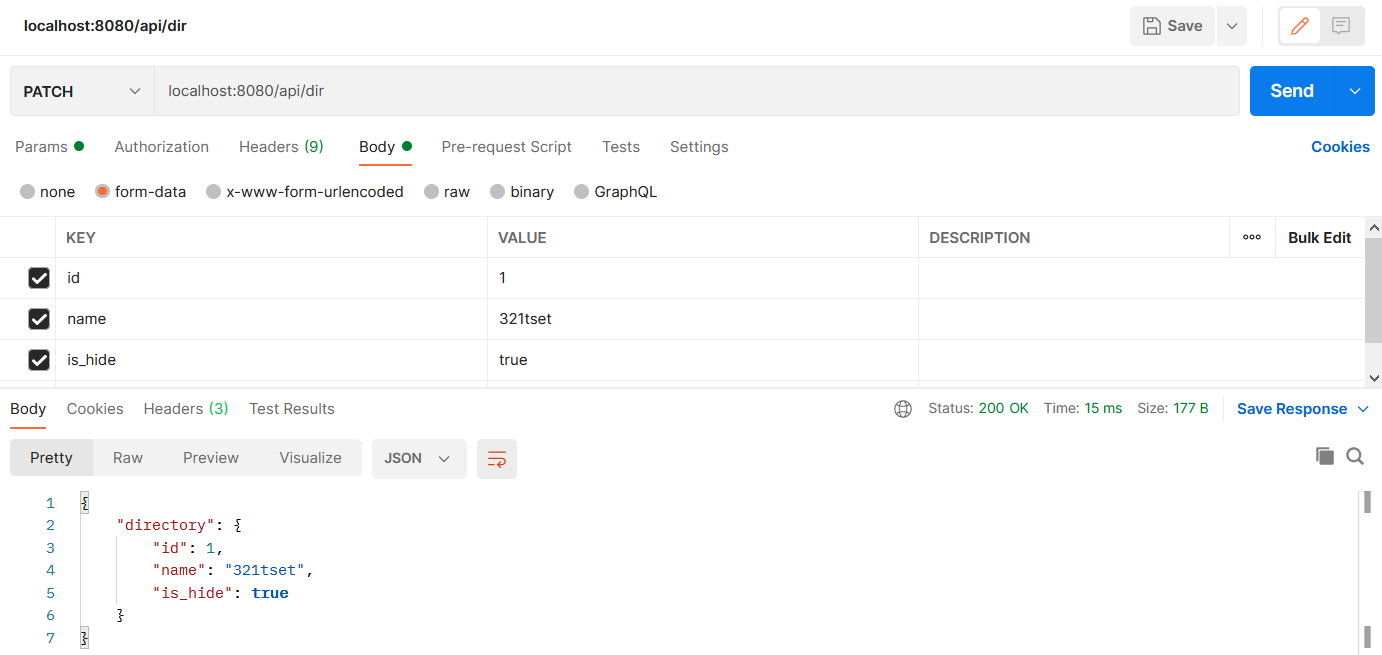 localhost:8080/api/dir
Save
PATCH localhost:8080/api/dir Send
Params Authorization Headers (9) Body Pre-request Script Tests Settings Cookies
none form-data x-www-form-urlencoded raw binary GraphQL
KEY VALUE DESCRIPTION ooo Bulk Edit
id 1
name 321tset
is_hide true
Body Cookies Headers (3) Test Results Status: 200 OK Time: 15 ms Size: 177 B Save Response
Pretty Raw Preview Visualize JSON
1 {
2 "directory": {
3 "id": 1,
4 "name": "321tset",
5 "is_hide": true
6 }
7 }